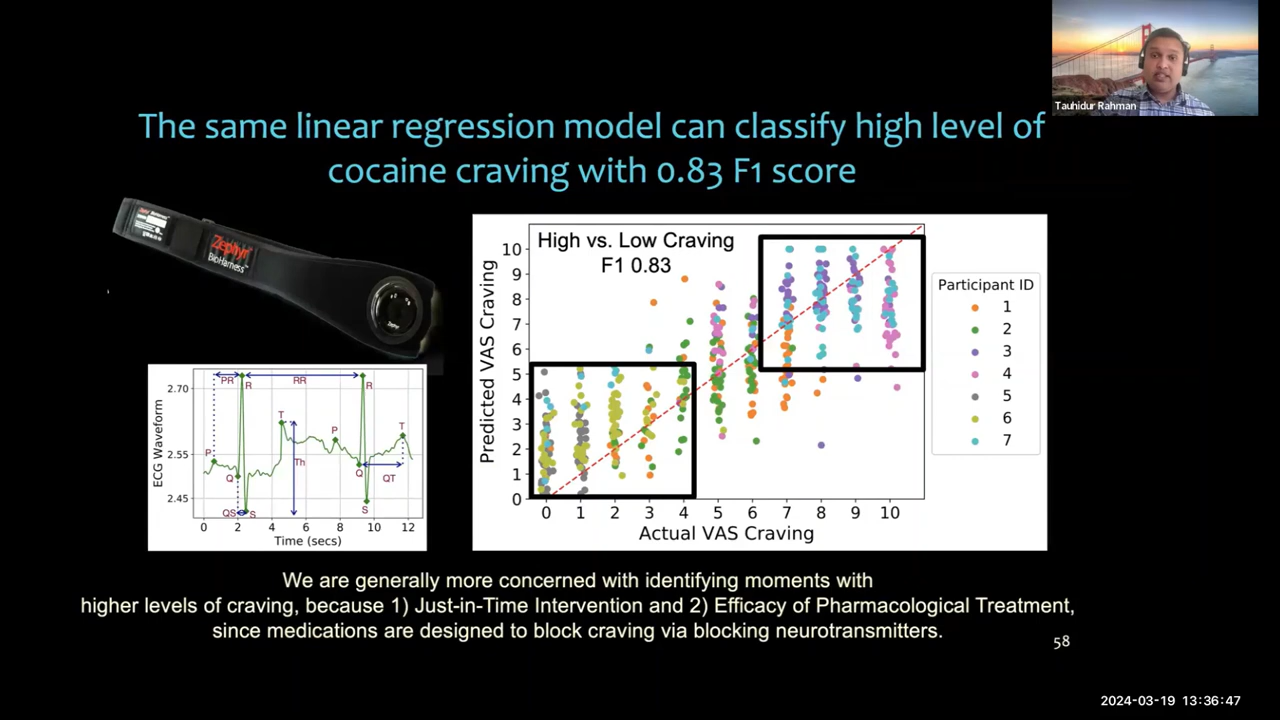 Tauhidur Rahman
The same linear regression model can classify high level of
cocaine craving with 0.83 F1 score
Zephyr
BioHarness™
Zephyr
PR
RR
R
R
2.70
T
P
T
P
Th
2.55
Q
Q
QT
2.45
QS
S
S
ECG Waveform
0 2 4 6 8 10 12
Time (secs)
High vs. Low Craving
F1 0.83
10
9
8
7
6
5
4
3
2
1
0
Predicted VAS Craving
0 1 2 3 4 5 6 7 8 9 10
Actual VAS Craving
Participant ID
1
2
3
4
5
6
7
We are generally more concerned with identifying moments with
higher levels of craving, because 1) Just-in-Time Intervention and 2) Efficacy of Pharmacological Treatment,
since medications are designed to block craving via blocking neurotransmitters.
58
2024-03-19 13:36:47